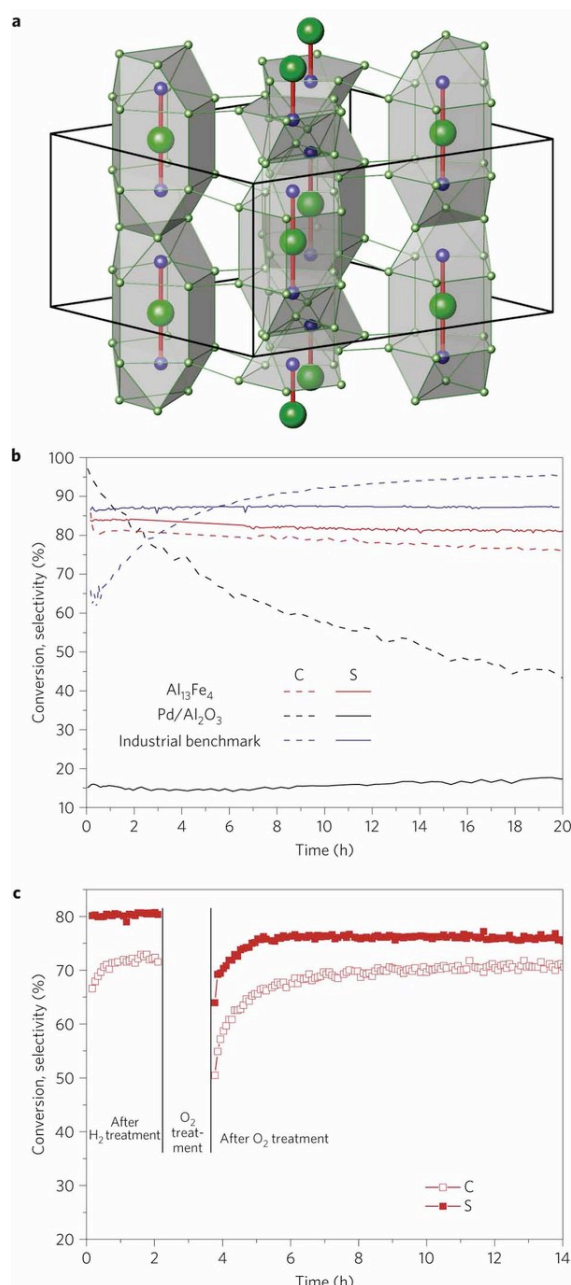 a
b
100
90
80
70
60
50
40
30
20
10
Conversion, selectivity (%)
C S
Al₁₃Fe₄
Pd/Al₂O₃
Industrial benchmark
0 2 4 6 8 10 12 14 16 18 20
Time (h)
c
80
70
60
50
40
30
20
Conversion, selectivity (%)
After
H₂ treatment
O₂
treat-
ment
After O₂ treatment
C
S
0 2 4 6 8 10 12 14
Time (h)